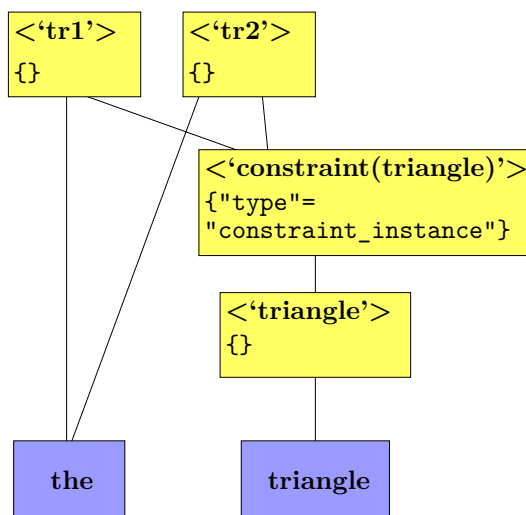 <‘tr1’>
{}
<‘tr2’>
{}
<‘constraint(triangle)’>
{"type"=
"constraint_instance"}
<‘triangle’>
{}
the
triangle